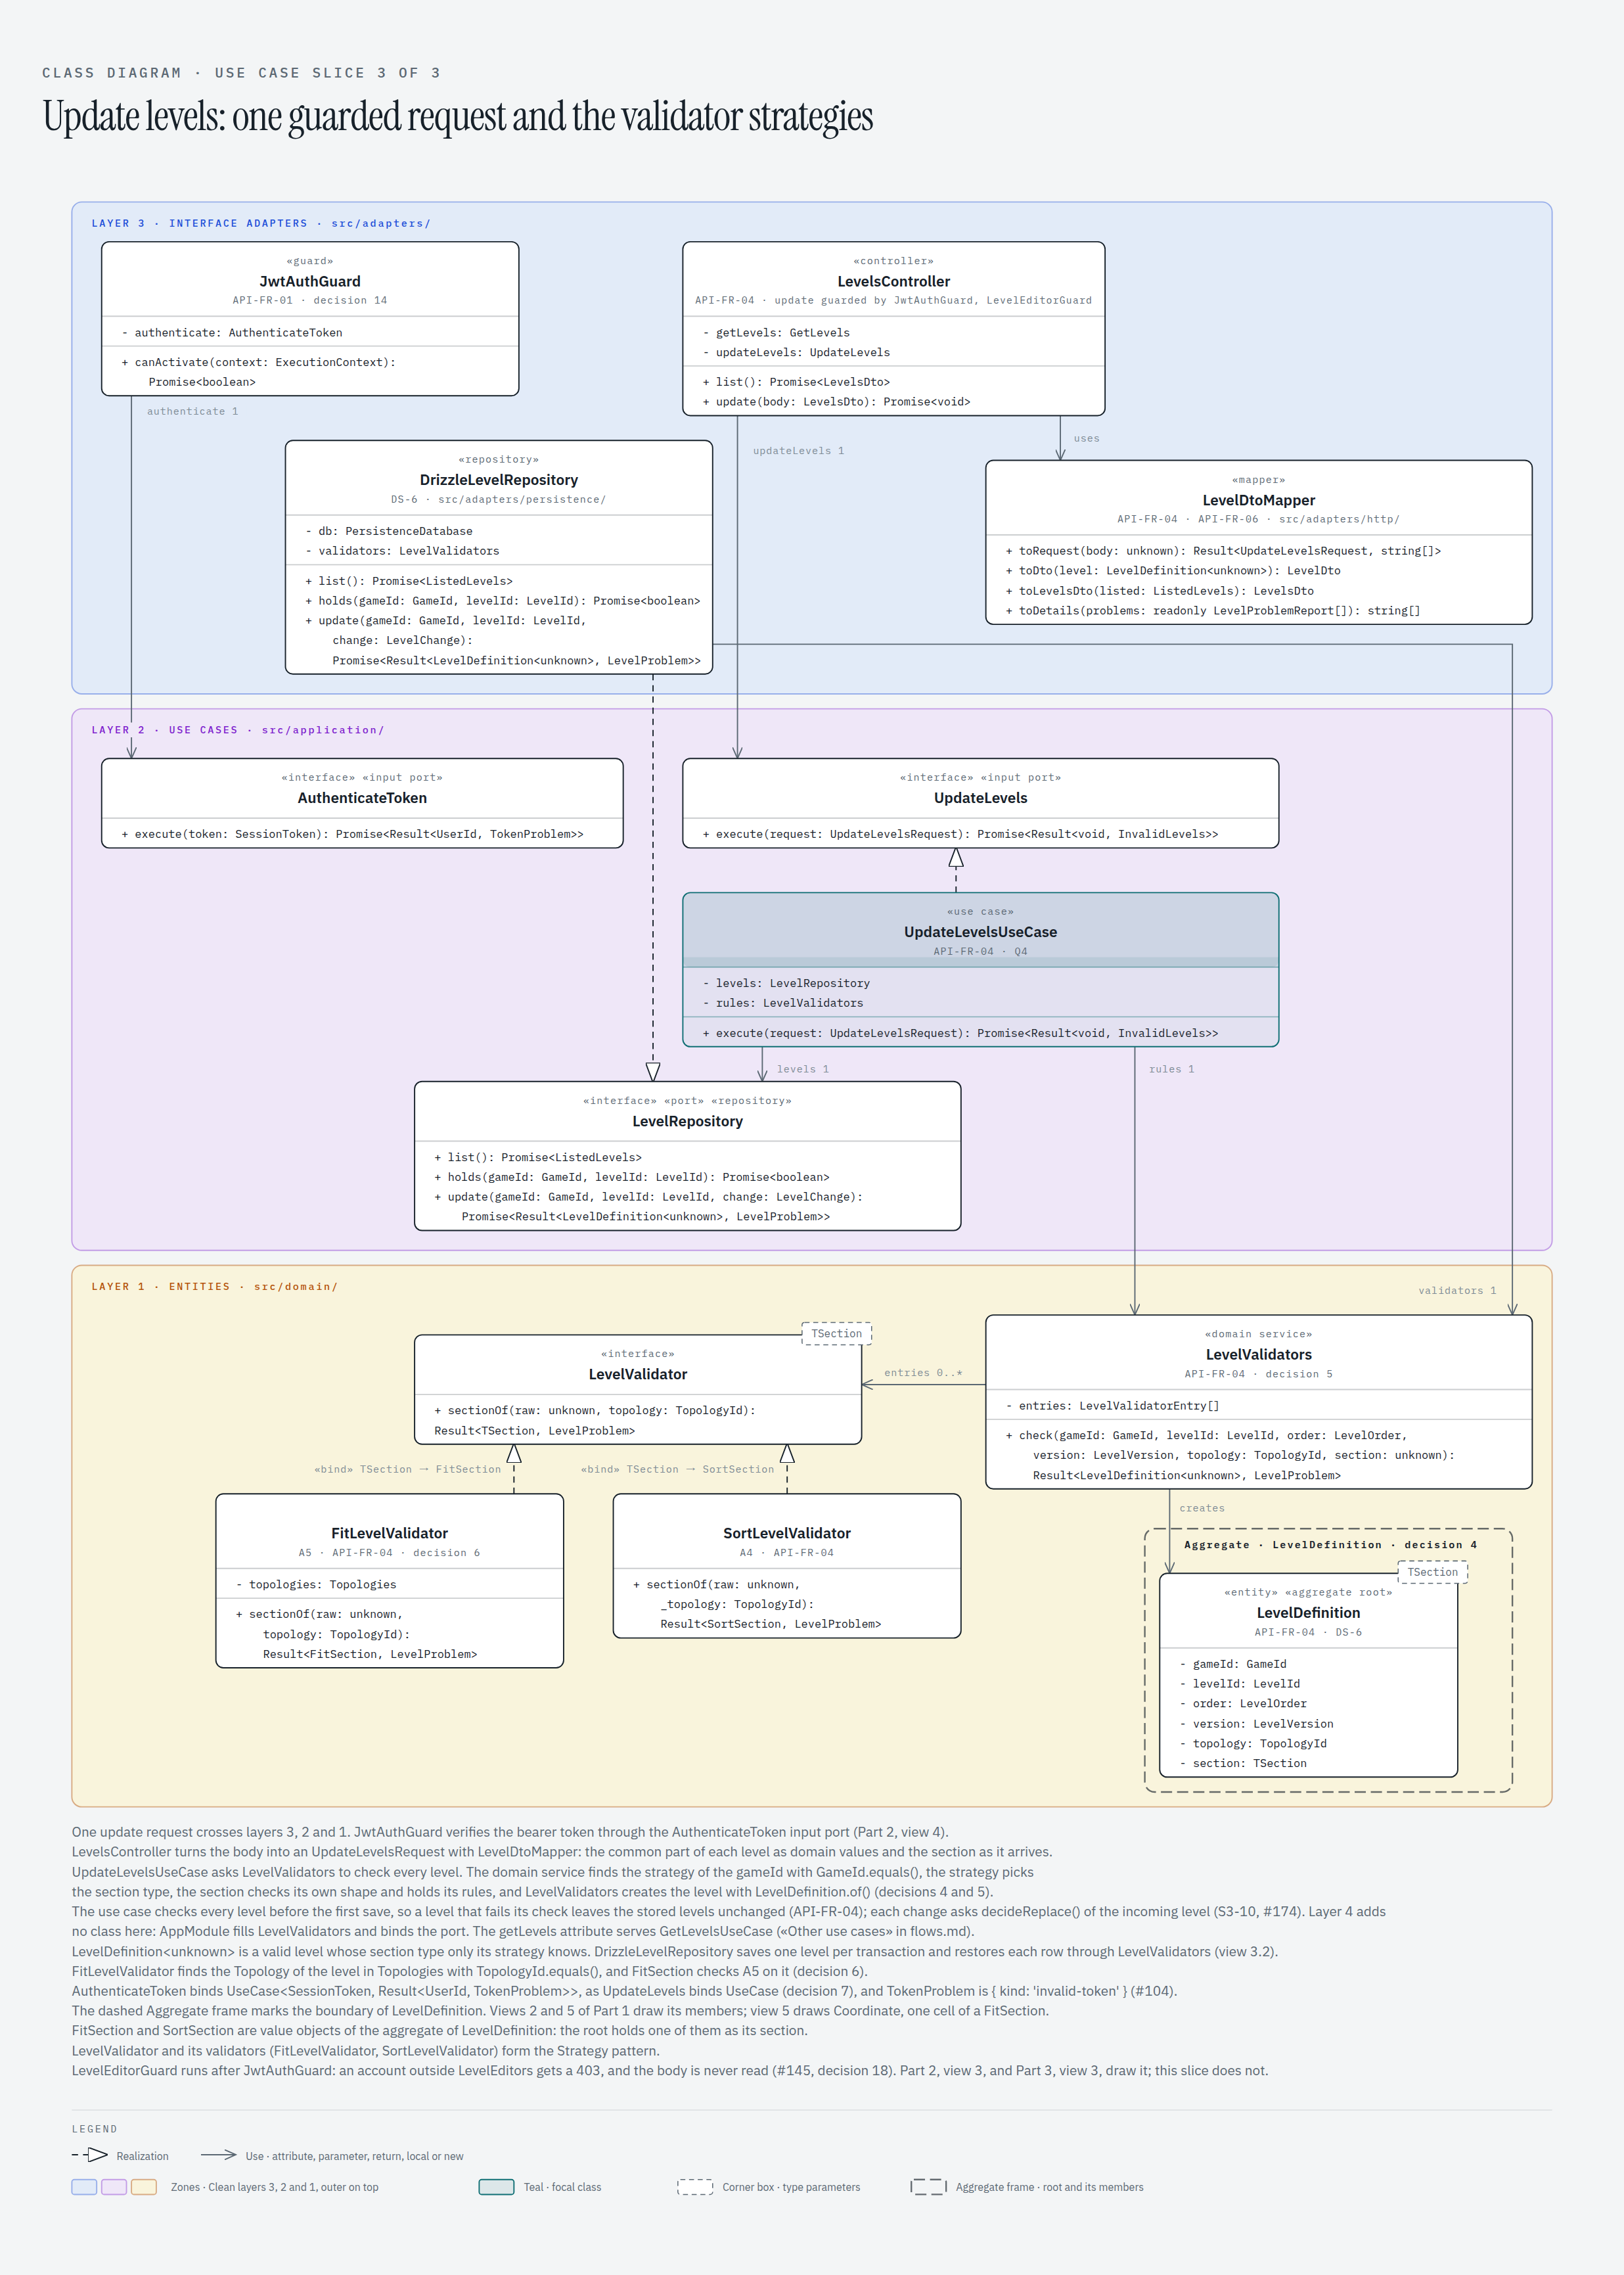 CLASS DIAGRAM · USE CASE SLICE 3 OF 3
Update levels: one guarded request and the validator strategies
LAYER 3 · INTERFACE ADAPTERS · src/adapters/
«guard»
JwtAuthGuard
API-FR-01 · decision 14
- authenticate: AuthenticateToken
+ canActivate(context: ExecutionContext):
Promise<boolean>
authenticate 1
«controller»
LevelsController
API-FR-04 · update guarded by JwtAuthGuard, LevelEditorGuard
- getLevels: GetLevels
- updateLevels: UpdateLevels
+ list(): Promise<LevelsDto>
+ update(body: LevelsDto): Promise<void>
updateLevels 1
uses
«repository»
DrizzleLevelRepository
DS-6 · src/adapters/persistence/
- db: PersistenceDatabase
- validators: LevelValidators
+ list(): Promise<ListedLevels>
+ holds(gameId: GameId, levelId: LevelId): Promise<boolean>
+ update(gameId: GameId, levelId: LevelId,
change: LevelChange):
Promise<Result<LevelDefinition<unknown>, LevelProblem>>
«mapper»
LevelDtoMapper
API-FR-04 · API-FR-06 · src/adapters/http/
+ toRequest(body: unknown): Result<UpdateLevelsRequest, string[]>
+ toDto(level: LevelDefinition<unknown>): LevelDto
+ toLevelsDto(listed: ListedLevels): LevelsDto
+ toDetails(problems: readonly LevelProblemReport[]): string[]
LAYER 2 · USE CASES · src/application/
«interface» «input port»
AuthenticateToken
+ execute(token: SessionToken): Promise<Result<UserId, TokenProblem>>
«interface» «input port»
UpdateLevels
+ execute(request: UpdateLevelsRequest): Promise<Result<void, InvalidLevels>>
«use case»
UpdateLevelsUseCase
API-FR-04 · Q4
- levels: LevelRepository
- rules: LevelValidators
+ execute(request: UpdateLevelsRequest): Promise<Result<void, InvalidLevels>>
levels 1
rules 1
«interface» «port» «repository»
LevelRepository
+ list(): Promise<ListedLevels>
+ holds(gameId: GameId, levelId: LevelId): Promise<boolean>
+ update(gameId: GameId, levelId: LevelId, change: LevelChange):
Promise<Result<LevelDefinition<unknown>, LevelProblem>>
LAYER 1 · ENTITIES · src/domain/
validators 1
TSection
«interface»
LevelValidator
+ sectionOf(raw: unknown, topology: TopologyId):
Result<TSection, LevelProblem>
entries 0..*
«domain service»
LevelValidators
API-FR-04 · decision 5
- entries: LevelValidatorEntry[]
+ check(gameId: GameId, levelId: LevelId, order: LevelOrder,
version: LevelVersion, topology: TopologyId, section: unknown):
Result<LevelDefinition<unknown>, LevelProblem>
«bind» TSection → FitSection
«bind» TSection → SortSection
creates
FitLevelValidator
A5 · API-FR-04 · decision 6
- topologies: Topologies
+ sectionOf(raw: unknown,
topology: TopologyId):
Result<FitSection, LevelProblem>
SortLevelValidator
A4 · API-FR-04
+ sectionOf(raw: unknown,
_topology: TopologyId):
Result<SortSection, LevelProblem>
Aggregate · LevelDefinition · decision 4
TSection
«entity» «aggregate root»
LevelDefinition
API-FR-04 · DS-6
- gameId: GameId
- levelId: LevelId
- order: LevelOrder
- version: LevelVersion
- topology: TopologyId
- section: TSection
One update request crosses layers 3, 2 and 1. JwtAuthGuard verifies the bearer token through the AuthenticateToken input port (Part 2, view 4).
LevelsController turns the body into an UpdateLevelsRequest with LevelDtoMapper: the common part of each level as domain values and the section as it arrives.
UpdateLevelsUseCase asks LevelValidators to check every level. The domain service finds the strategy of the gameId with GameId.equals(), the strategy picks
the section type, the section checks its own shape and holds its rules, and LevelValidators creates the level with LevelDefinition.of() (decisions 4 and 5).
The use case checks every level before the first save, so a level that fails its check leaves the stored levels unchanged (API-FR-04); each change asks decideReplace() of the incoming level (S3-10, #174). Layer 4 adds
no class here: AppModule fills LevelValidators and binds the port. The getLevels attribute serves GetLevelsUseCase («Other use cases» in flows.md).
LevelDefinition<unknown> is a valid level whose section type only its strategy knows. DrizzleLevelRepository saves one level per transaction and restores each row through LevelValidators (view 3.2).
FitLevelValidator finds the Topology of the level in Topologies with TopologyId.equals(), and FitSection checks A5 on it (decision 6).
AuthenticateToken binds UseCase<SessionToken, Result<UserId, TokenProblem>>, as UpdateLevels binds UseCase (decision 7), and TokenProblem is { kind: 'invalid-token' } (#104).
The dashed Aggregate frame marks the boundary of LevelDefinition. Views 2 and 5 of Part 1 draw its members; view 5 draws Coordinate, one cell of a FitSection.
FitSection and SortSection are value objects of the aggregate of LevelDefinition: the root holds one of them as its section.
LevelValidator and its validators (FitLevelValidator, SortLevelValidator) form the Strategy pattern.
LevelEditorGuard runs after JwtAuthGuard: an account outside LevelEditors gets a 403, and the body is never read (#145, decision 18). Part 2, view 3, and Part 3, view 3, draw it; this slice does not.
LEGEND
Realization
Use · attribute, parameter, return, local or new
Zones · Clean layers 3, 2 and 1, outer on top
Teal · focal class
Corner box · type parameters
Aggregate frame · root and its members